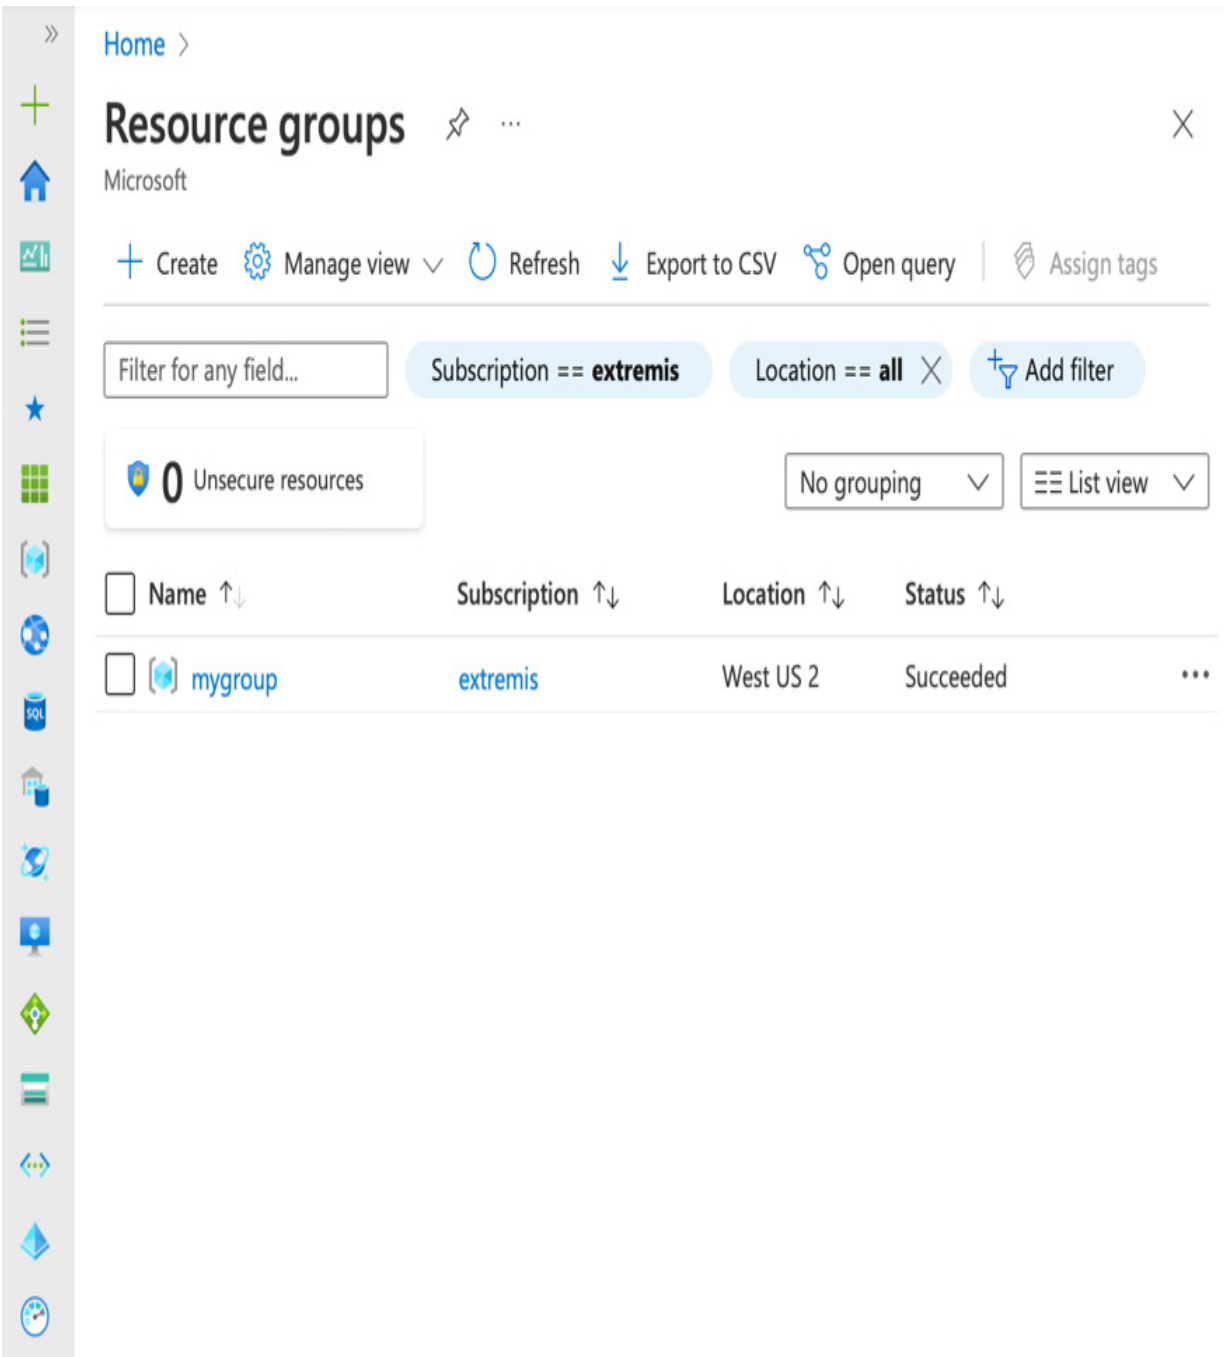 Home
Resource groups
Microsoft
Create Manage view Refresh Export to CSV Open query Assign tags
Filter for any field... Subscription == extremis Location == all Add filter
0 Unsecure resources No grouping List view
Name Subscription Location Status
mygroup extremis West US 2 Succeeded
SQL